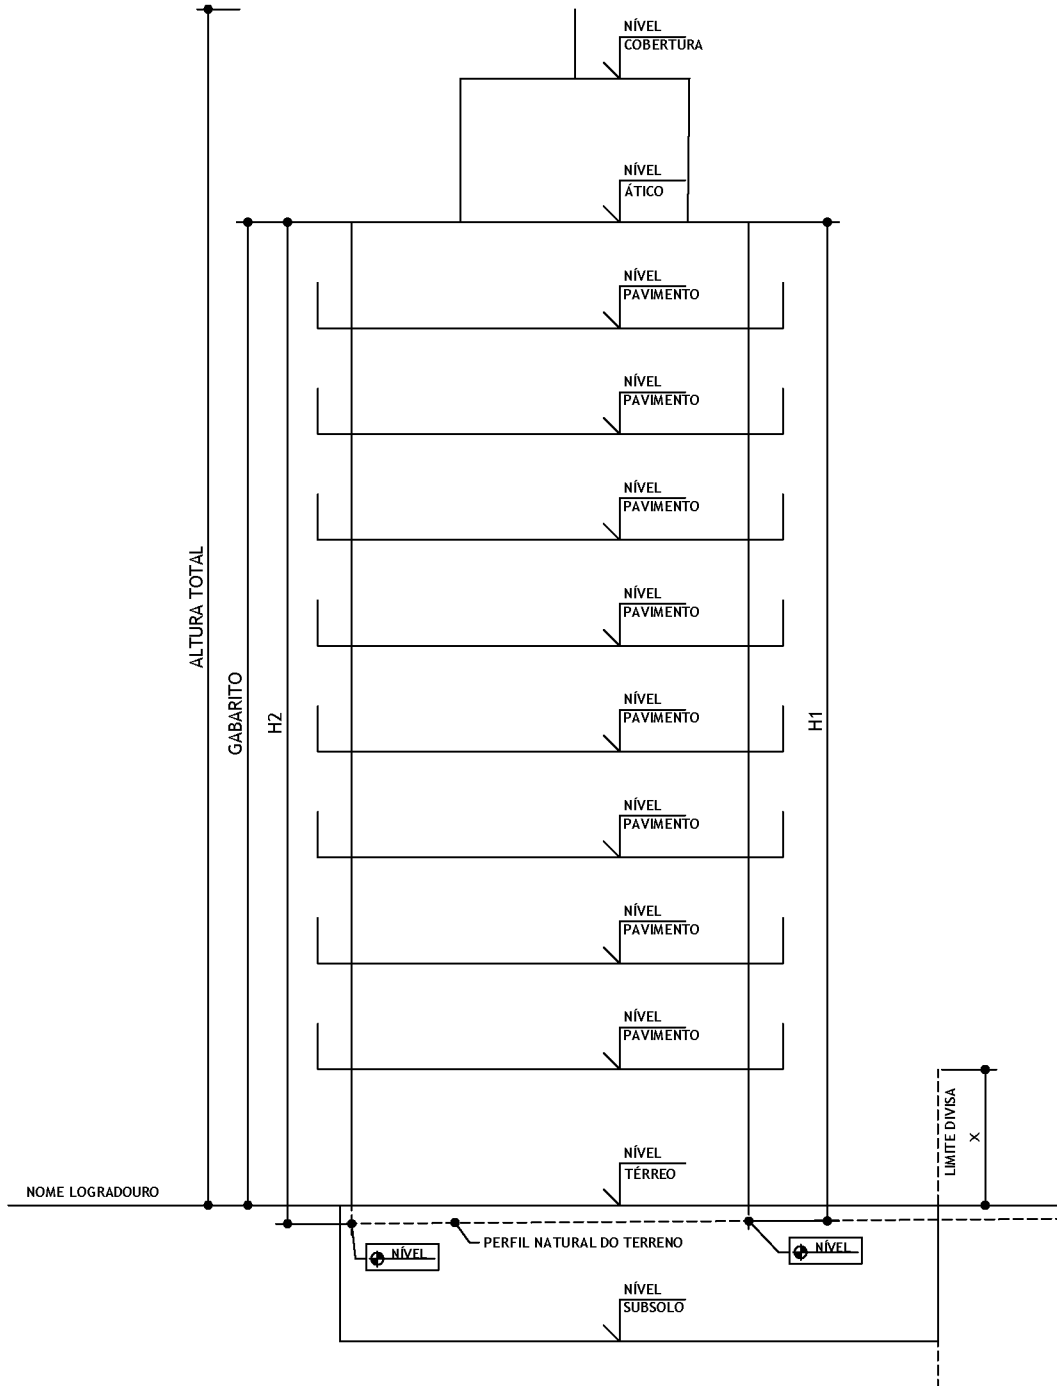 NÍVEL
COBERTURA
NÍVEL
ÁTICO
NÍVEL
PAVIMENTO
NÍVEL
PAVIMENTO
NÍVEL
PAVIMENTO
NÍVEL
PAVIMENTO
NÍVEL
PAVIMENTO
NÍVEL
PAVIMENTO
NÍVEL
PAVIMENTO
NÍVEL
PAVIMENTO
ALTURA TOTAL
GABARITO
H2
H1
LIMITE DIVISA
X
NÍVEL
TÉRREO
NOME LOGRADOURO
PERFIL NATURAL DO TERRENO
NÍVEL
NÍVEL
NÍVEL
SUBSOLO